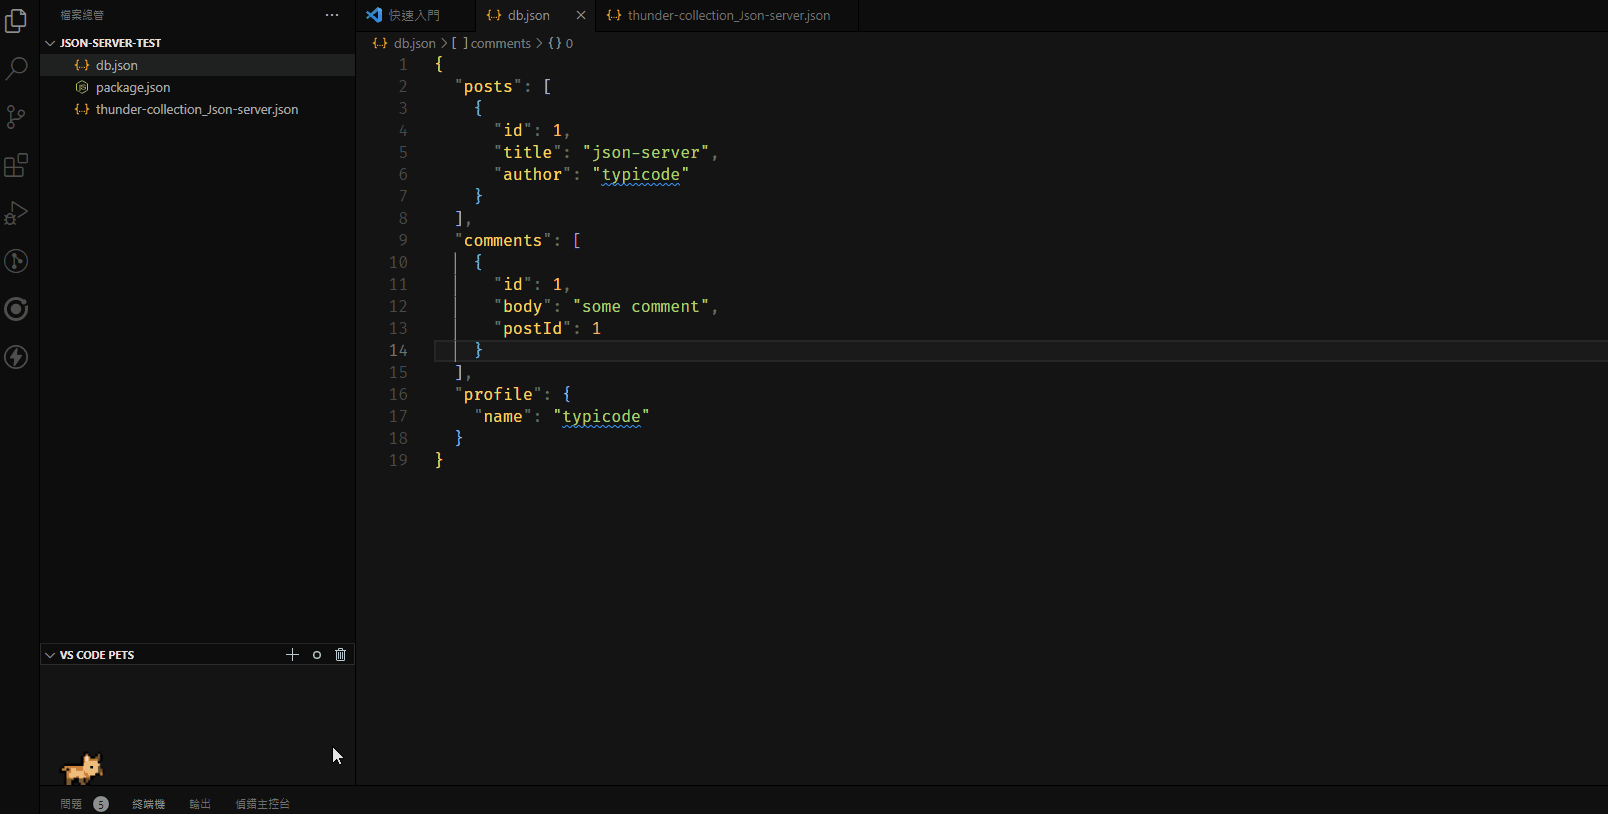 檔案總管
JSON-SERVER-TEST
db.json
package.json
thunder-collection_Json-server.json
VS CODE PETS
快速入門
db.json
thunder-collection_Json-server.json
db.json > [ ] comments > {} 0
1 {
2 "posts": [
3 {
4 "id": 1,
5 "title": "json-server",
6 "author": "typicode"
7 }
8 ],
9 "comments": [
10 {
11 "id": 1,
12 "body": "some comment",
13 "postId": 1
14 }
15 ],
16 "profile": {
17 "name": "typicode"
18 }
19 }
問題 5 終端機 輸出 偵錯主控台